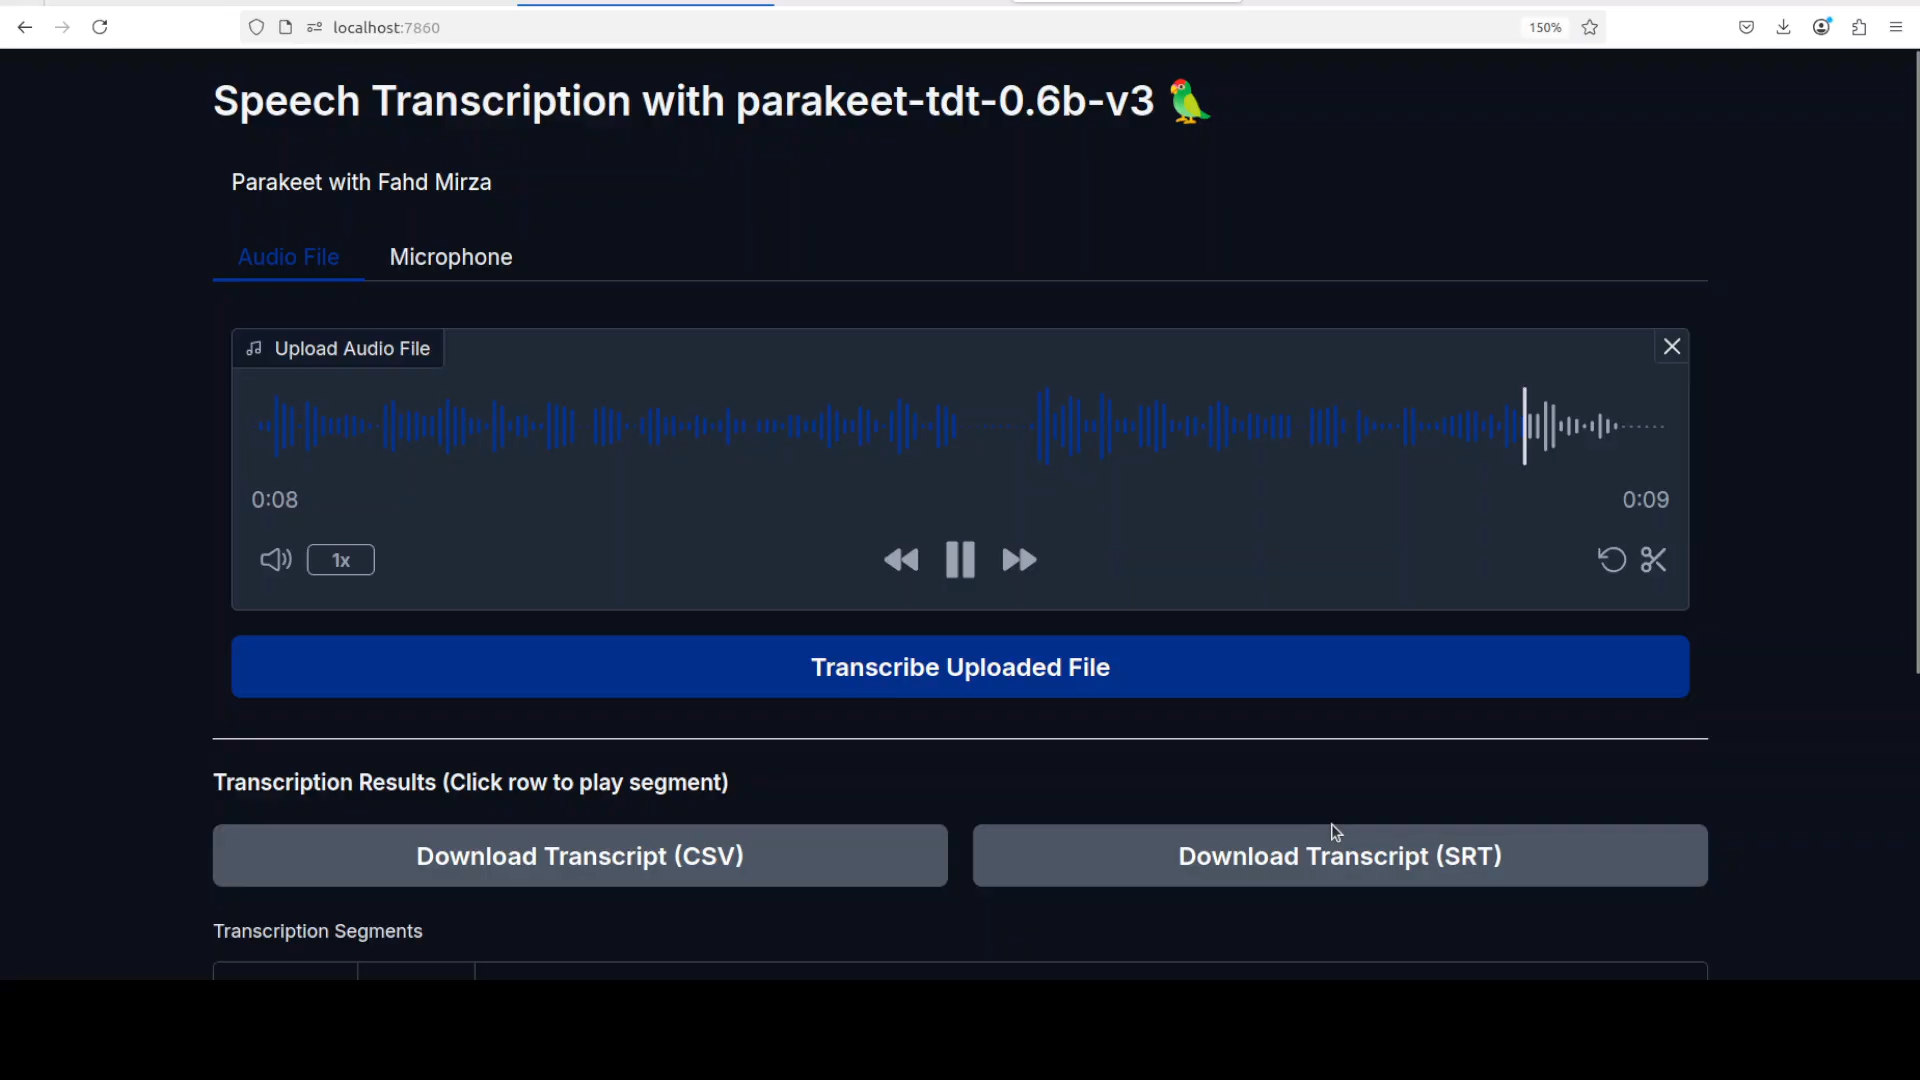 localhost:7860
150%
Speech Transcription with parakeet-tdt-0.6b-v3
Parakeet with Fahd Mirza
Audio File
Microphone
Upload Audio File
0:08
0:09
1x
Transcribe Uploaded File
Transcription Results (Click row to play segment)
Download Transcript (CSV)
Download Transcript (SRT)
Transcription Segments